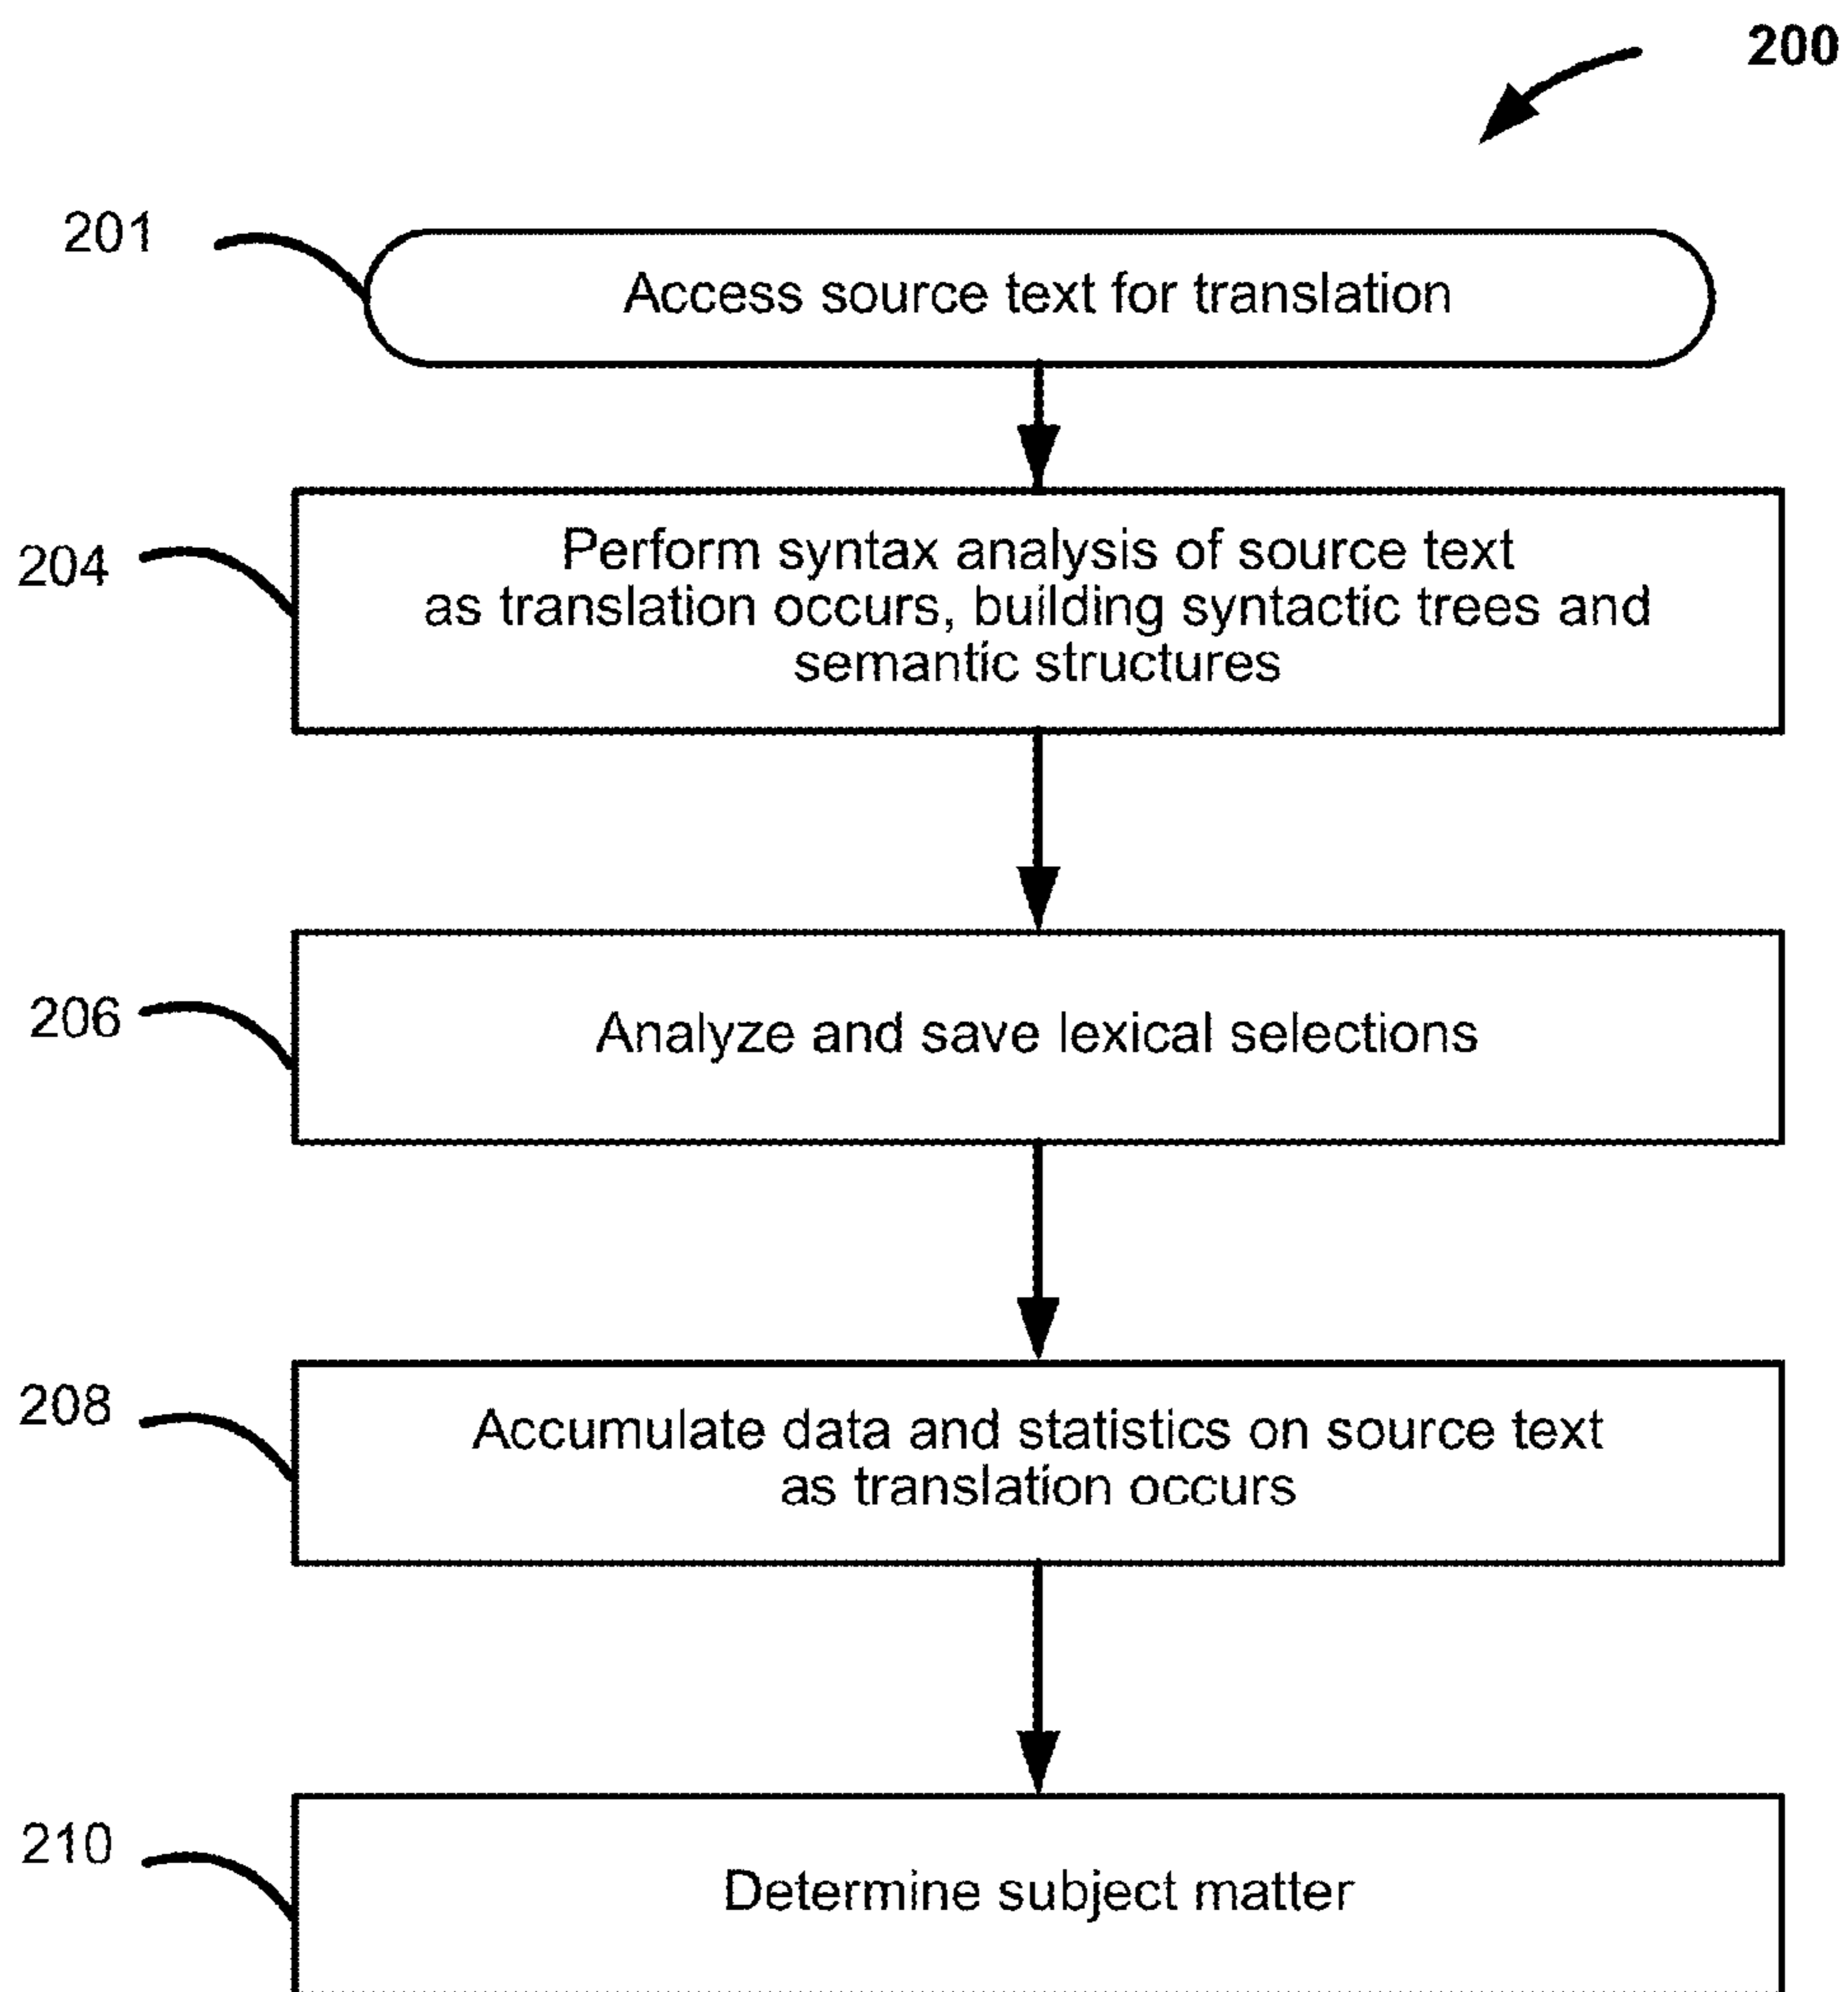 200
201
Access source text for translation
204
Perform syntax analysis of source text
as translation occurs, building syntactic trees and
semantic structures
206
Analyze and save lexical selections
208
Accumulate data and statistics on source text
as translation occurs
210
Determine subject matter